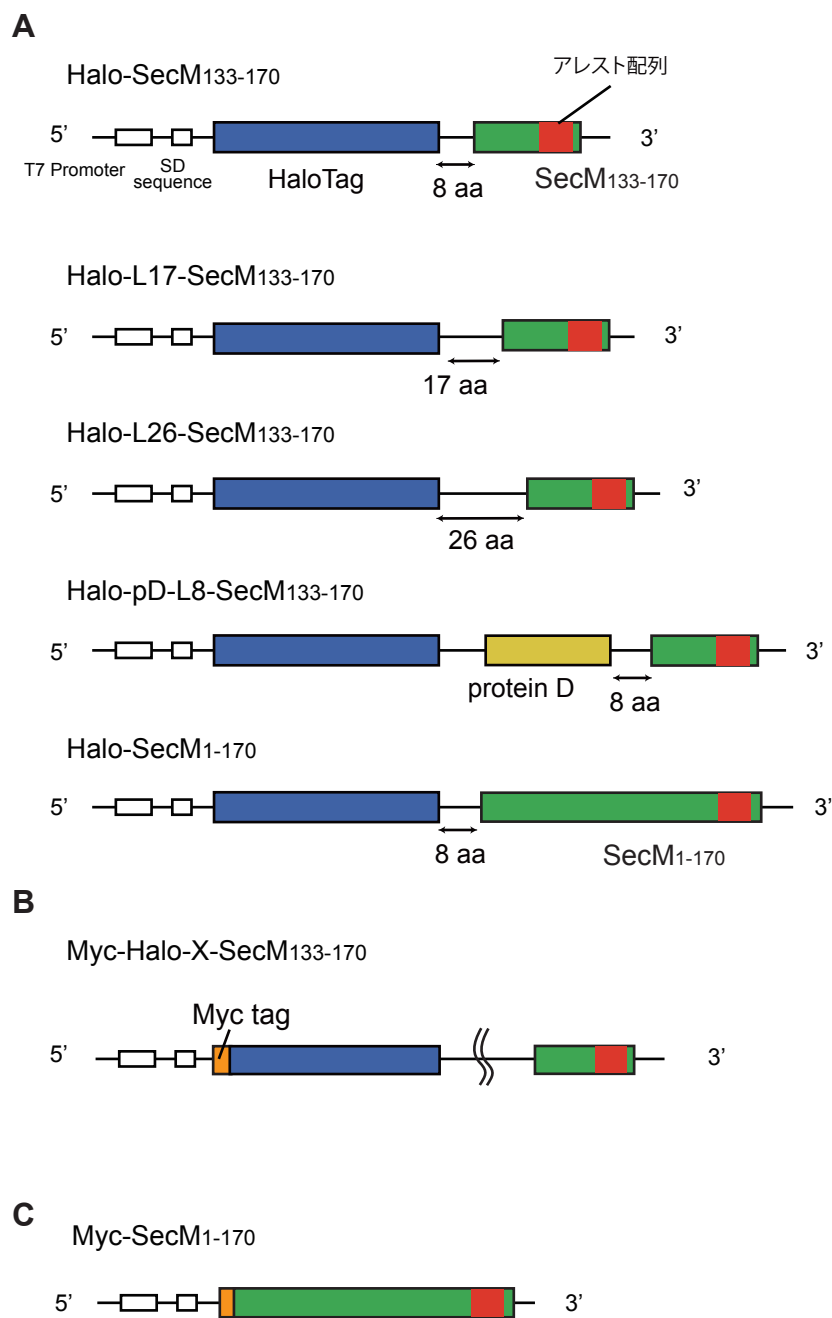 A
Halo-SecM133-170
アレスト配列
5’
3’
T7 Promoter
SD
sequence
HaloTag
8 aa
SecM133-170
Halo-L17-SecM133-170
5’
3’
17 aa
Halo-L26-SecM133-170
5’
3’
26 aa
Halo-pD-L8-SecM133-170
5’
3’
protein D
8 aa
Halo-SecM1-170
5’
3’
8 aa
SecM1-170
B
Myc-Halo-X-SecM133-170
Myc tag
5’
3’
C
Myc-SecM1-170
5’
3’